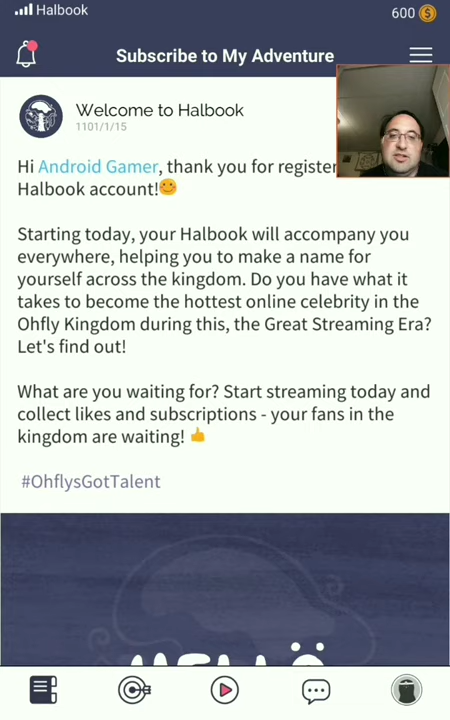 Halbook
600
Subscribe to My Adventure
Welcome to Halbook
1101/1/15
Hi Android Gamer, thank you for register
Halbook account!
Starting today, your Halbook will accompany you
everywhere, helping you to make a name for
yourself across the kingdom. Do you have what it
takes to become the hottest online celebrity in the
Ohfly Kingdom during this, the Great Streaming Era?
Let's find out!
What are you waiting for? Start streaming today and
collect likes and subscriptions - your fans in the
kingdom are waiting!
#OhflysGotTalent